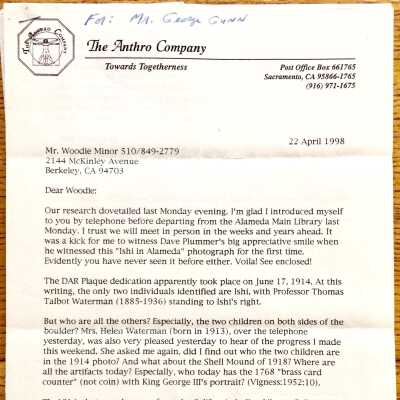 For: Mr. George Gunn
The Anthro Company
The Anthro Company
Towards Togetherness
Post Office Box 661765
Sacramento, CA 95866-1765
(916) 971-1675
22 April 1998
Mr. Woodie Minor 510/849-2779
2144 McKinley Avenue
Berkeley, CA 94703
Dear Woodie:
Our research dovetailed last Monday evening. I'm glad I introduced myself
to you by telephone before departing from the Alameda Main Library last
Monday. I trust we will meet in person in the weeks and years ahead. It
was a kick for me to witness Dave Plummer's big appreciative smile when
he witnessed this "Ishi in Alameda" photograph for the first time.
Evidently you have never seen it before either. Voila! See enclosed!
The DAR Plaque dedication apparently took place on June 17, 1914. At this
writing, the only two individuals identified are Ishi, with Professor Thomas
Talbot Waterman (1885-1936) standing to Ishi's right.
But who are all the others? Especially, the two children on both sides of the
boulder? Mrs. Helen Waterman (born in 1913), over the telephone
yesterday, was also very pleased to hear of the progress I made
this weekend. She asked me again, did I find out who the two children are
in the 1914 photo? And what about the Shell Mound of 1918? Where are
all the artifacts today? Especially, who today has the 1768 "brass card
counter" (not coin) with King George III's portrait? (Vigness:1952:10).